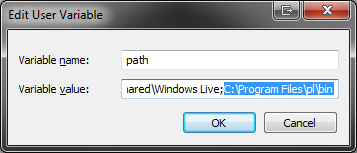 Edit User Variable
Variable name: path
Variable value: ared\Windows Live;C:\Program Files\pl\bin
OK Cancel